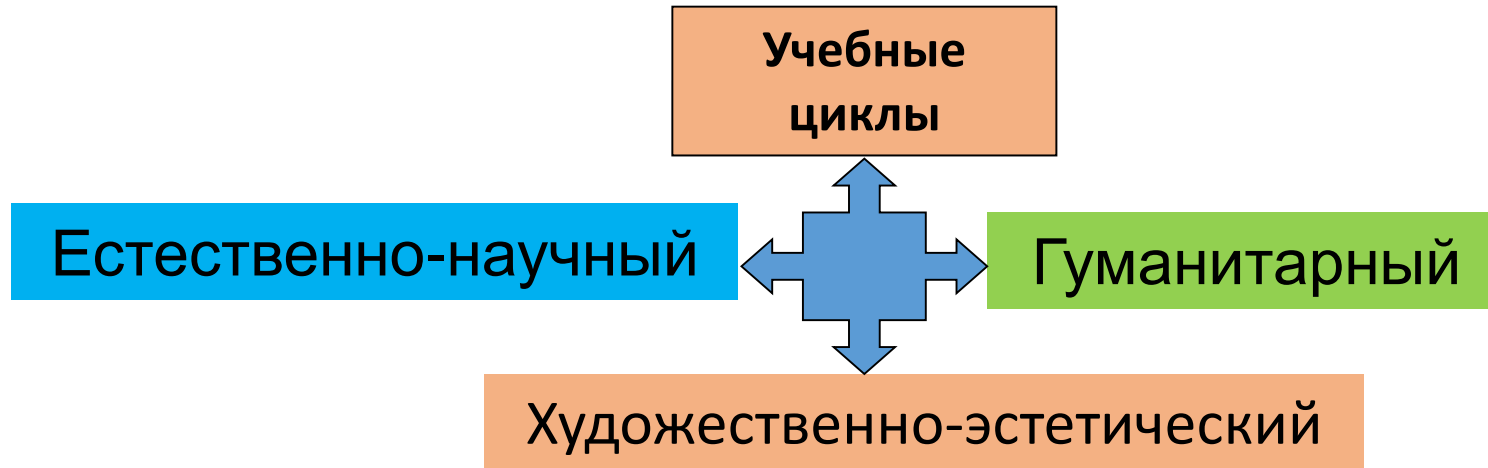 Учебные
циклы
Естественно-научный
Гуманитарный
Художественно-эстетический